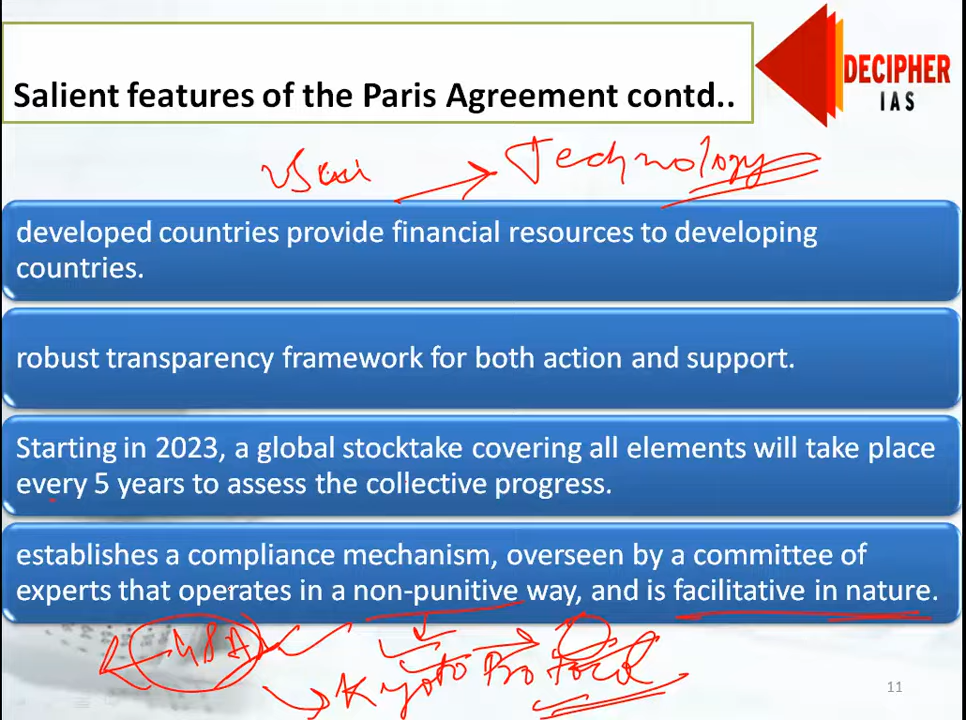 Salient features of the Paris Agreement contd..
DECIPHER
IAS
Technology
developed countries provide financial resources to developing
countries.
robust transparency framework for both action and support.
Starting in 2023, a global stocktake covering all elements will take place
every 5 years to assess the collective progress.
establishes a compliance mechanism, overseen by a committee of
experts that operates in a non-punitive way, and is facilitative in nature.
Kyoto Protocol
11